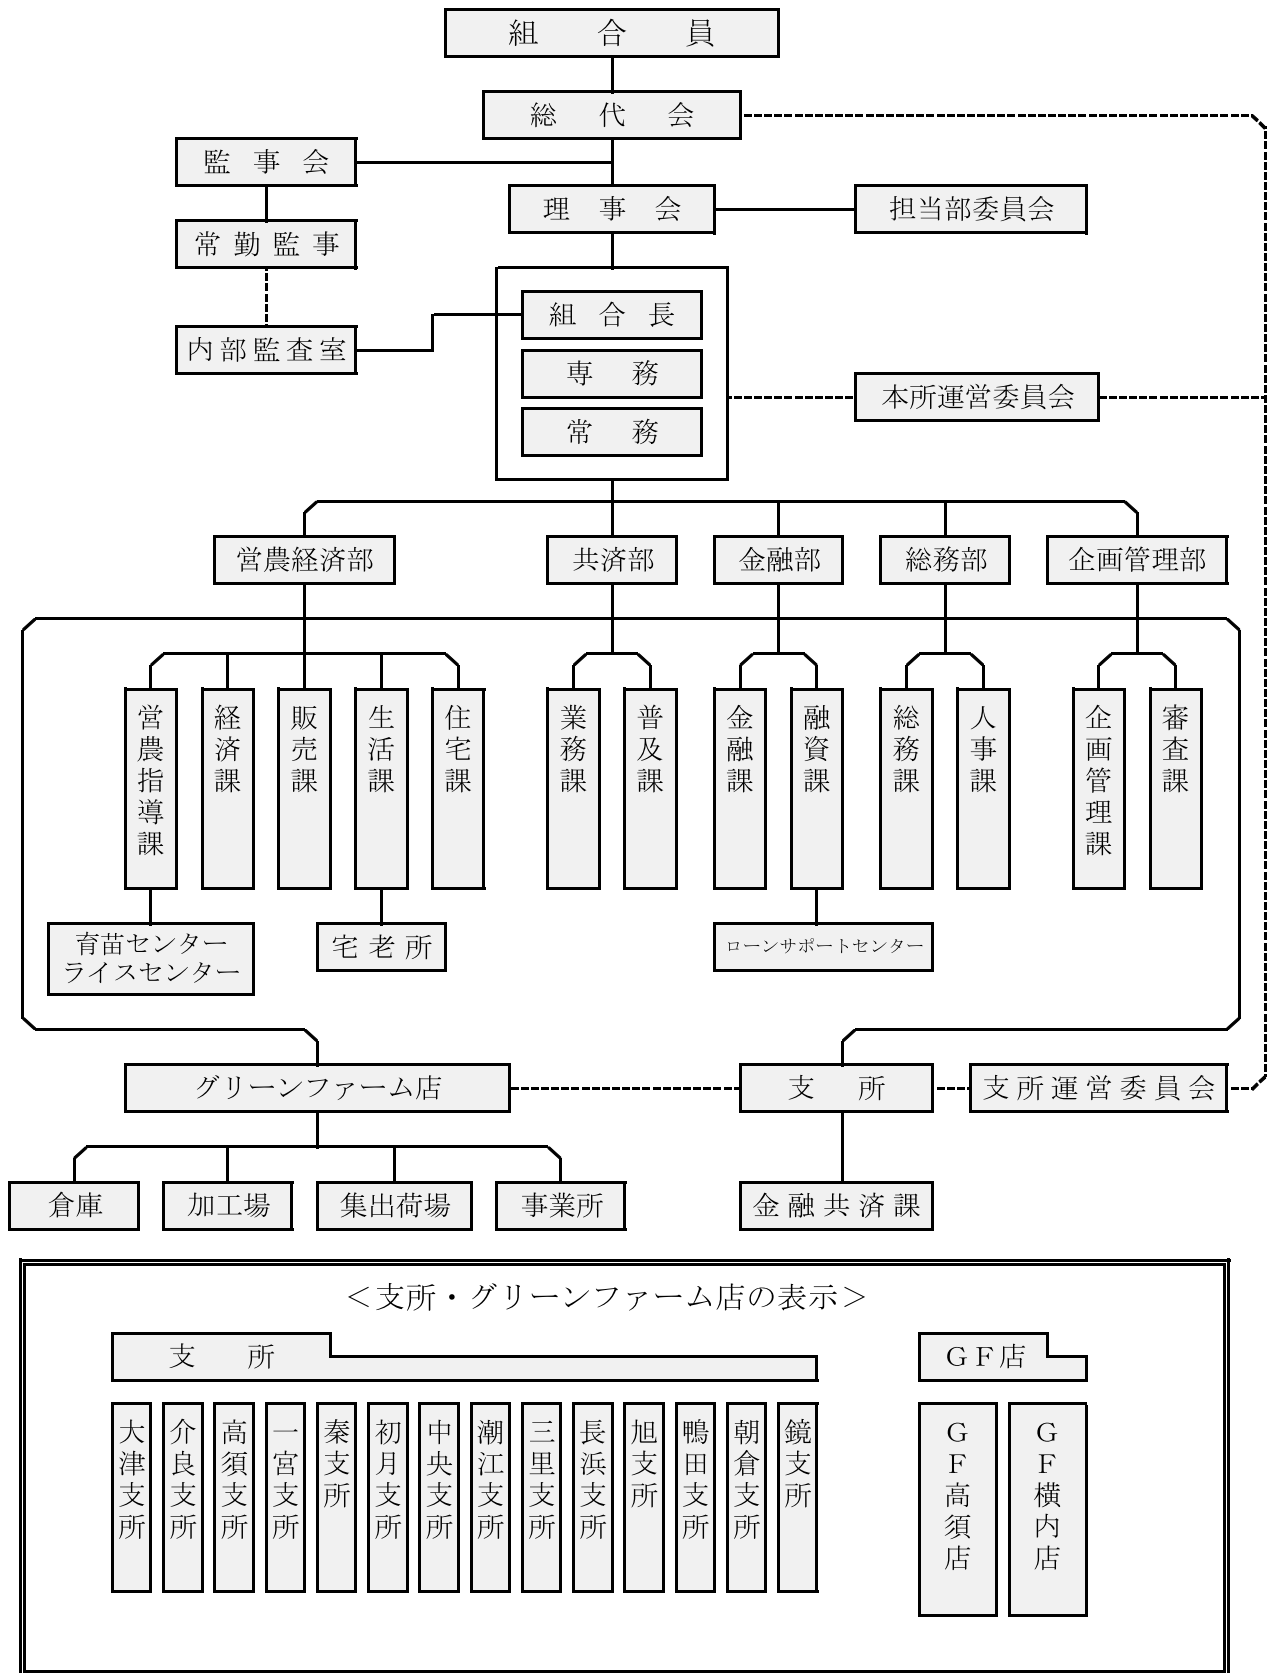 組合員
総代会
監事会
理事会
担当部委員会
常勤監事
組合長
内部監査室
専務
本所運営委員会
常務
営農経済部
共済部
金融部
総務部
企画管理部
営農指導課
経済課
販売課
生活課
住宅課
業務課
普及課
金融課
融資課
総務課
人事課
企画管理課
審査課
育苗センター
ライスセンター
宅老所
ローンサポートセンター
グリーンファーム店
支所
支所運営委員会
倉庫
加工場
集出荷場
事業所
金融共済課
＜支所・グリーンファーム店の表示＞
支所
ＧＦ店
大津支所
介良支所
高須支所
一宮支所
秦支所
初月支所
中央支所
潮江支所
三里支所
長浜支所
旭支所
鴨田支所
朝倉支所
鏡支所
ＧＦ高須店
ＧＦ横内店